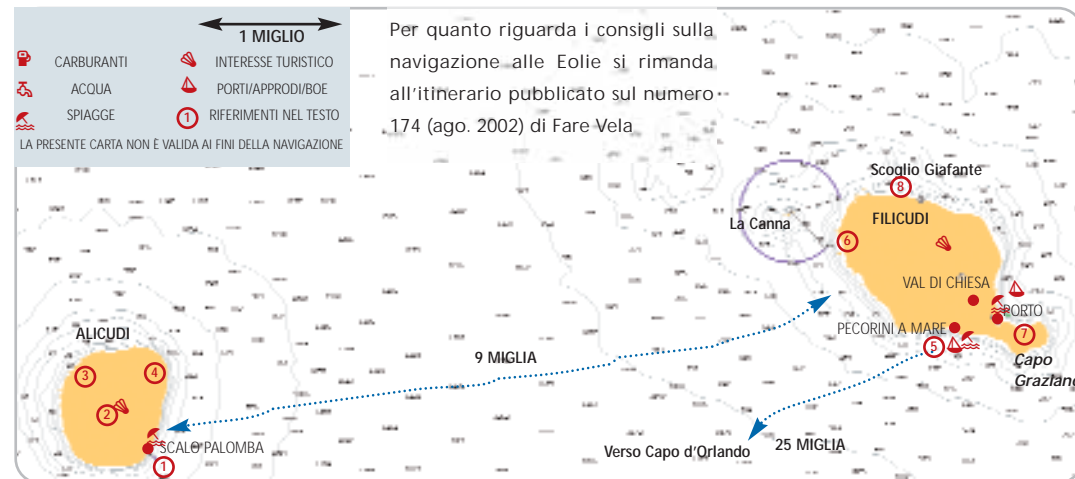 1 MIGLIO
CARBURANTI
INTERESSE TURISTICO
ACQUA
PORTI/APPRODI/BOE
SPIAGGE
1 RIFERIMENTI NEL TESTO
LA PRESENTE CARTA NON È VALIDA AI FINI DELLA NAVIGAZIONE
Per quanto riguarda i consigli sulla
navigazione alle Eolie si rimanda
all'itinerario pubblicato sul numero
174 (ago. 2002) di Fare Vela
Scoglio Giafante
8
La Canna
FILICUDI
6
VAL DI CHIESA
PORTO
PECORINI A MARE
7
5
Capo
Graziano
ALICUDI
9 MIGLIA
3
4
2
SCALO PALOMBA
1
Verso Capo d'Orlando
25 MIGLIA